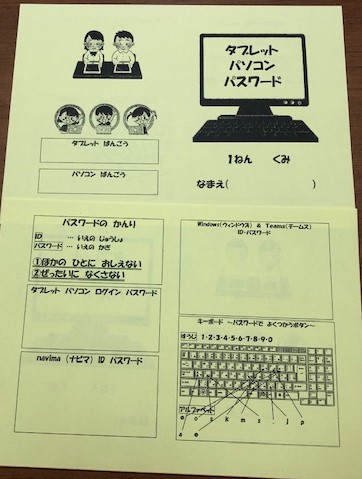 タブレット
パソコン
パスワード
タブレット ばんごう
パソコン ばんごう
1ねん くみ
なまえ( )
パスワードの かんり
ID … いえの じゅうしょ
パスワード … いえの かぎ
①ほかの ひとに おしえない
②ぜったいに なくさない
タブレット パソコン ログイン パスワード
navima (ナビマ) ID パスワード
Windows(ウィンドウズ) & Teams(チームズ)
ID・パスワード
キーボード ～パスワードで よくつかうボタン～
すうじ 1・2・3・4・5・6・7・8・9・0
アルファベット
e o s k m s . j p
a @